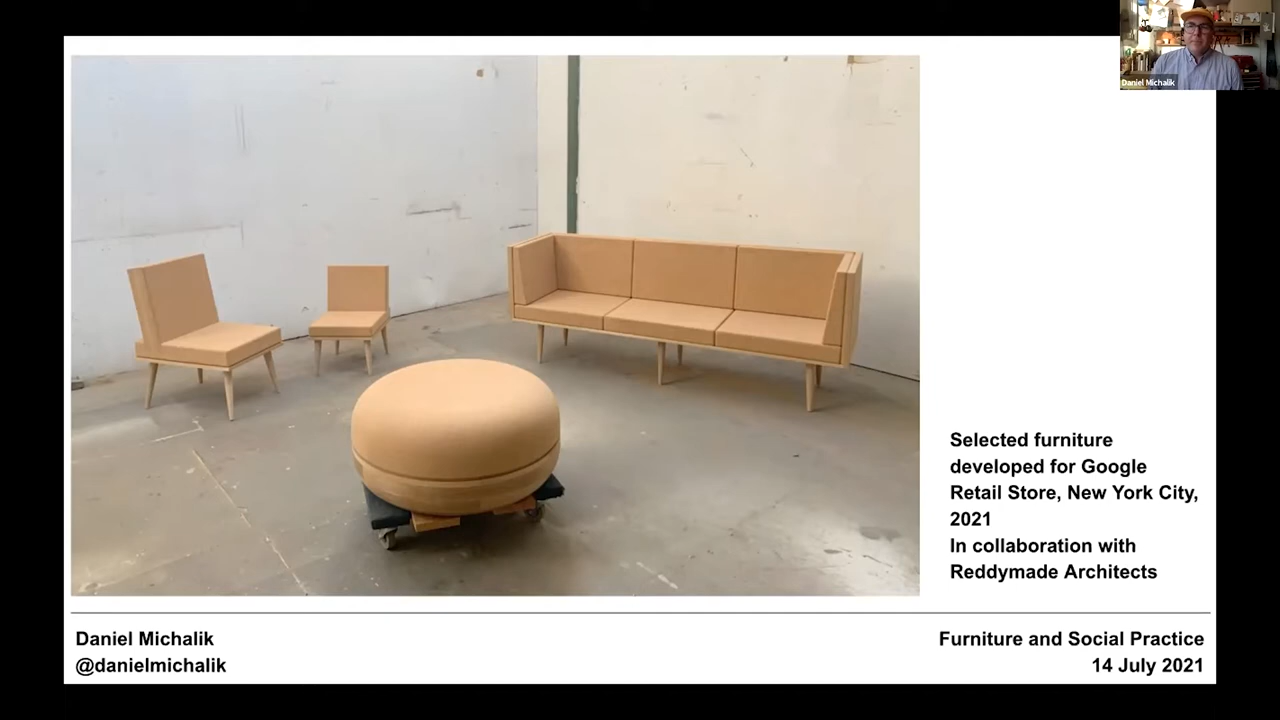 Daniel Michalik
Selected furniture
developed for Google
Retail Store, New York City,
2021
In collaboration with
Reddymade Architects
Daniel Michalik
@danielmichalik
Furniture and Social Practice
14 July 2021